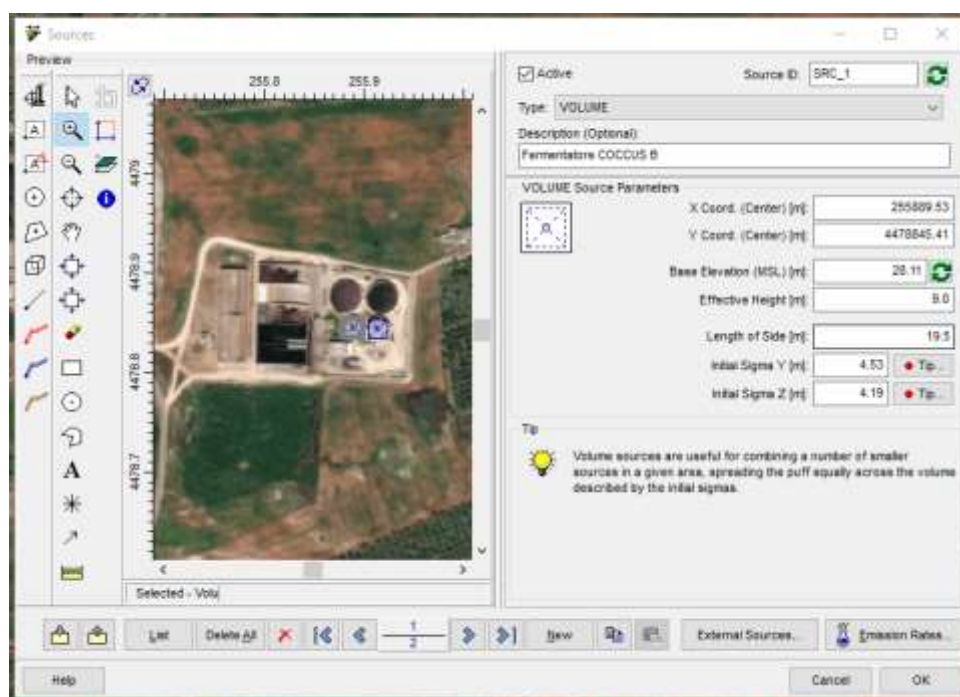 Sources
Preview
255.8 255.9
4479
4478.9
4478.8
4478.7
A
Selected - Volu
Active
Source ID: SRC_1
Type: VOLUME
Description (Optional)
Fermentatore COCCUS B
VOLUME Source Parameters
X Coord. (Center) [m]: 255889.53
Y Coord. (Center) [m]: 4478845.41
Base Elevation (MSL) [m]: 28.11
Effective Height [m]: 9.0
Length of Side [m]: 19.5
Initial Sigma Y [m]: 4.53 Tip...
Initial Sigma Z [m]: 4.19 Tip...
Tip
Volume sources are useful for combining a number of smaller
sources in a given area, spreading the puff equally across the volume
described by the initial sigmas.
List Delete All 1 New External Sources... Emission Rates...
2
Help Cancel OK